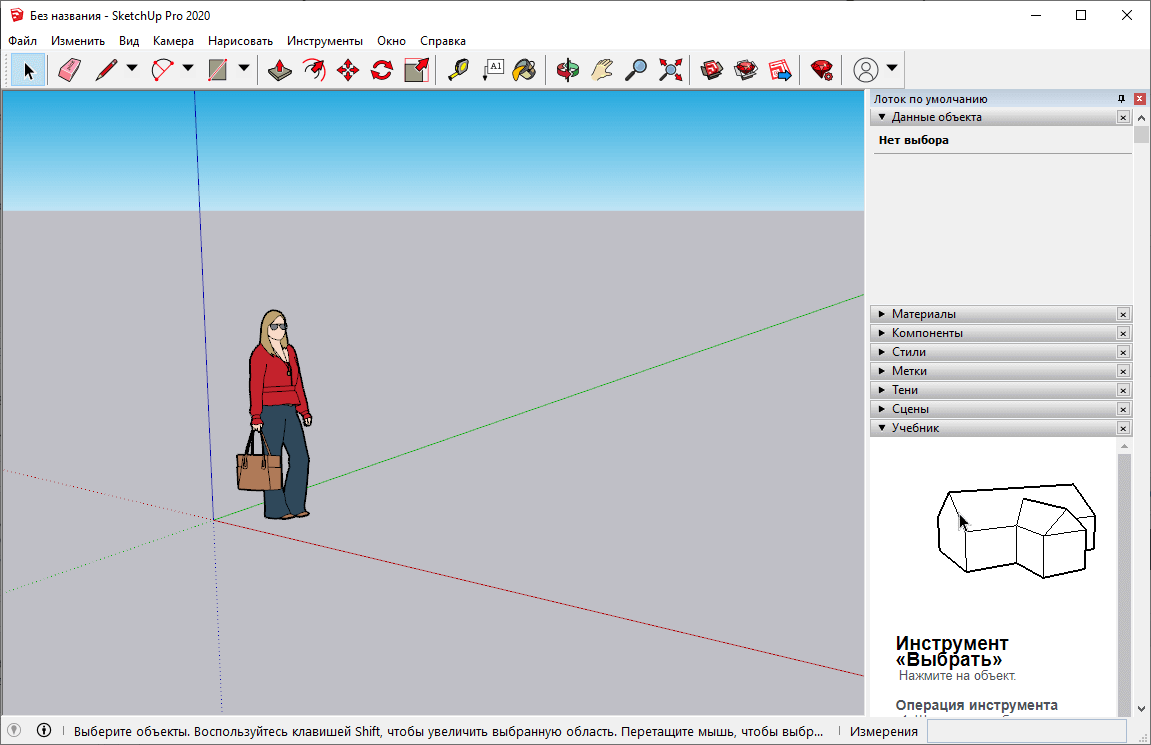 Без названия - SketchUp Pro 2020
Файл Изменить Вид Камера Нарисовать Инструменты Окно Справка
A1
Лоток по умолчанию
Данные объекта
Нет выбора
Материалы
Компоненты
Стили
Метки
Тени
Сцены
Учебник
Инструмент
«Выбрать»
Нажмите на объект.
Операция инструмента
Выберите объекты. Воспользуйтесь клавишей Shift, чтобы увеличить выбранную область. Перетащите мышь, чтобы выбр... Измерения